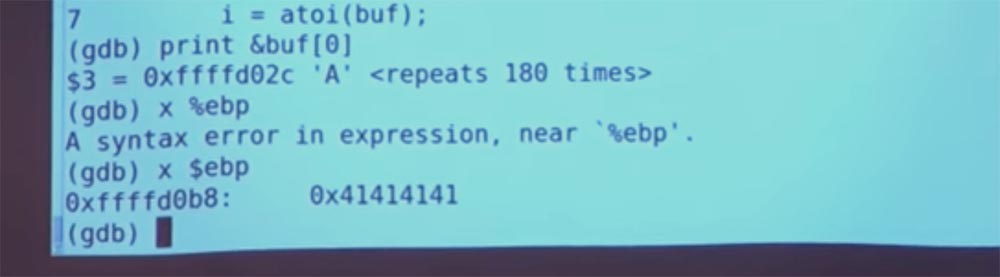 7 i = atoi(buf);
(gdb) print &buf[0]
$3 = 0xffffd02c 'A' <repeats 180 times>
(gdb) x %ebp
A syntax error in expression, near `%ebp'.
(gdb) x $ebp
0xffffd0b8: 0x41414141
(gdb)